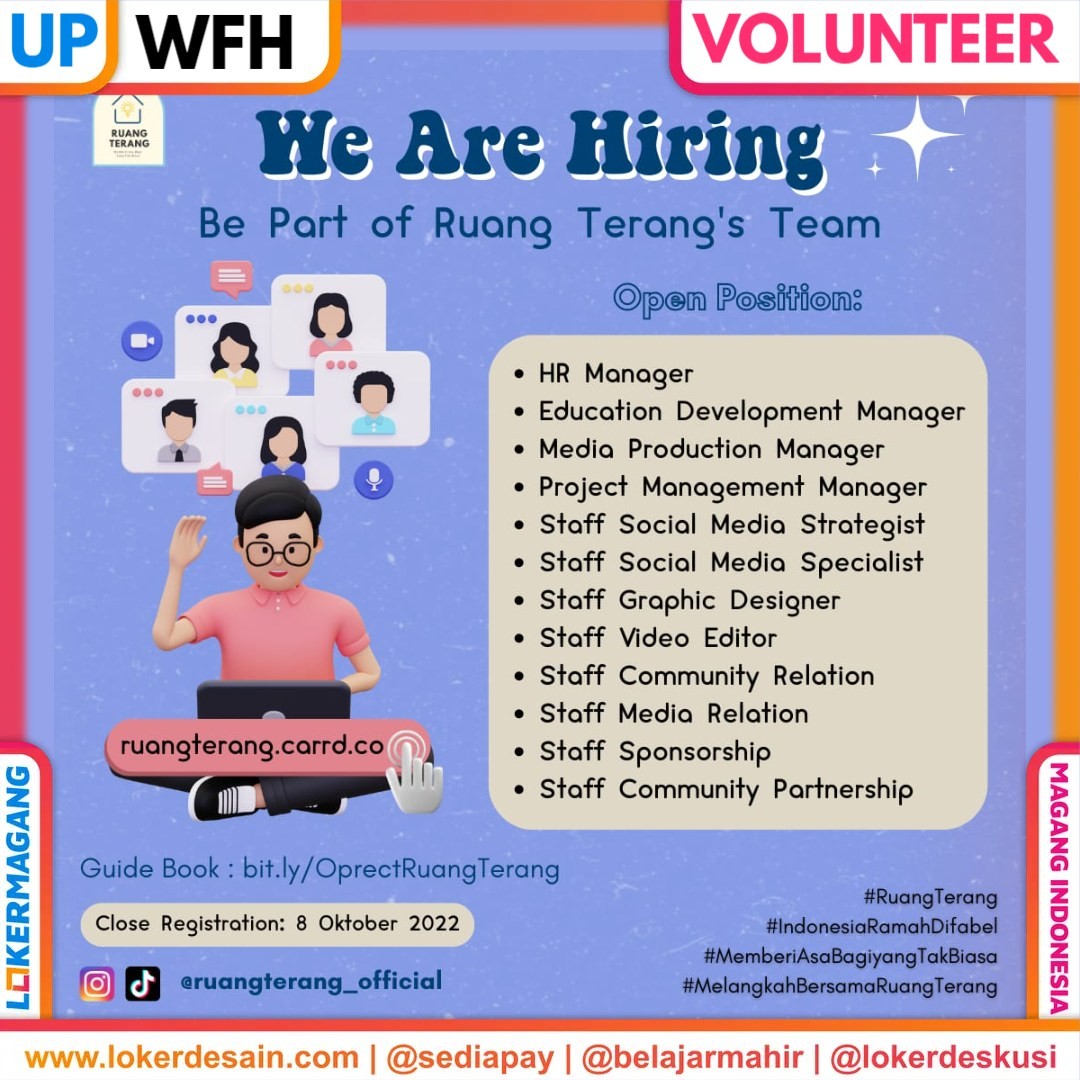 UP
WFH
VOLUNTEER
RUANG
TERANG
We Are Hiring
Be Part of Ruang Terang's Team
Open Position:
• HR Manager
• Education Development Manager
• Media Production Manager
• Project Management Manager
• Staff Social Media Strategist
• Staff Social Media Specialist
• Staff Graphic Designer
• Staff Video Editor
• Staff Community Relation
• Staff Media Relation
• Staff Sponsorship
• Staff Community Partnership
ruangterang.carrd.co
Guide Book : bit.ly/OprectRuangTerang
Close Registration: 8 Oktober 2022
@ruangterang_official
#RuangTerang
#IndonesiaRamahDifabel
#MemberiAsaBagiyangTakBiasa
#MelangkahBersamaRuangTerang
LOKERMAGANG
MAGANG INDONESIA
www.lokerdesain.com | @sediapay | @belajarmahir | @lokerdeskusi